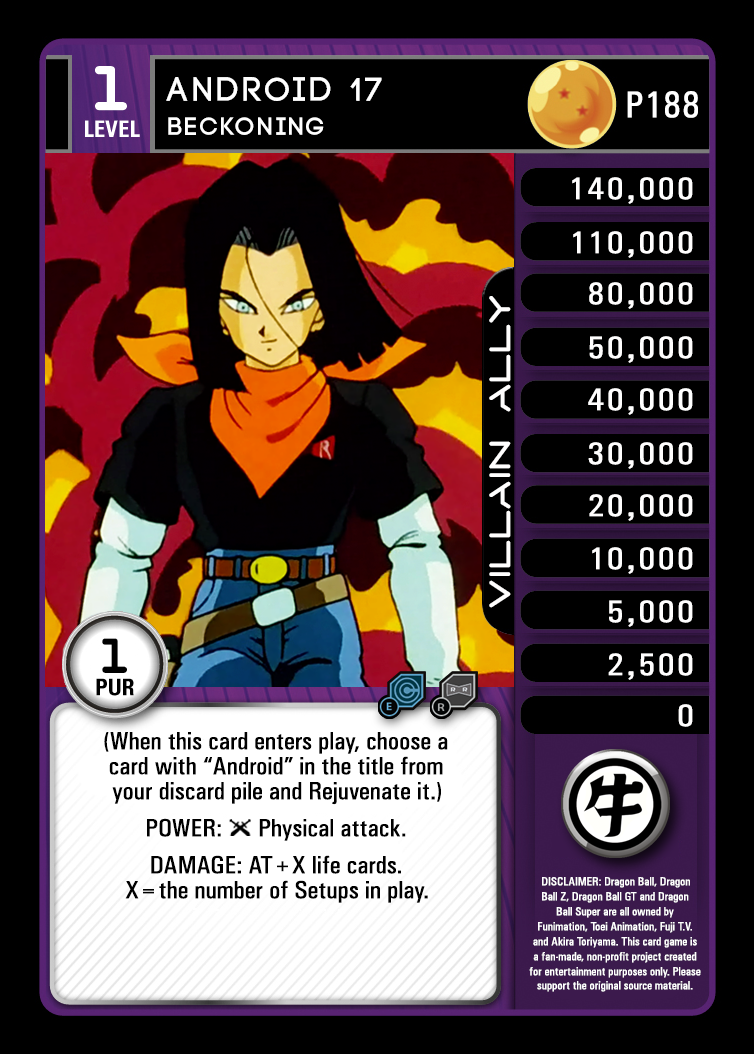 1
LEVEL
ANDROID 17
BECKONING
P188
140,000
110,000
80,000
50,000
40,000
30,000
20,000
10,000
5,000
2,500
0
VILLAIN ALLY
R
1
PUR
E
R
R R
(When this card enters play, choose a
card with “Android” in the title from
your discard pile and Rejuvenate it.)
POWER: Physical attack.
DAMAGE: AT + X life cards.
X = the number of Setups in play.
牛
DISCLAIMER: Dragon Ball, Dragon
Ball Z, Dragon Ball GT and Dragon
Ball Super are all owned by
Funimation, Toei Animation, Fuji T.V.
and Akira Toriyama. This card game is
a fan-made, non-profit project created
for entertainment purposes only. Please
support the original source material.